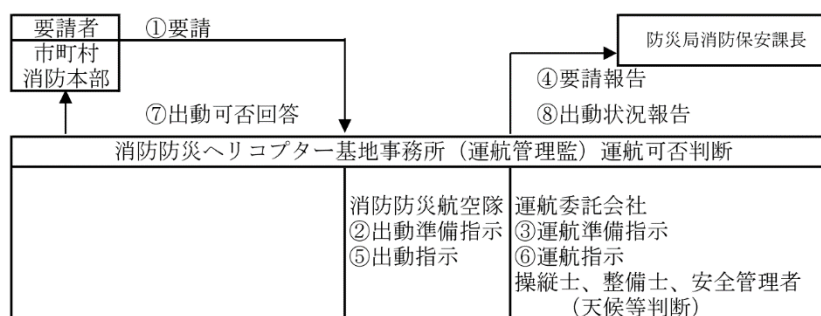 要請者
①要請
市町村
消防本部
防災局消防保安課長
④要請報告
⑦出動可否回答
⑧出動状況報告
消防防災ヘリコプター基地事務所（運航管理監）運航可否判断
消防防災航空隊
②出動準備指示
⑤出動指示
運航委託会社
③運航準備指示
⑥運航指示
操縦士、整備士、安全管理者
（天候等判断）